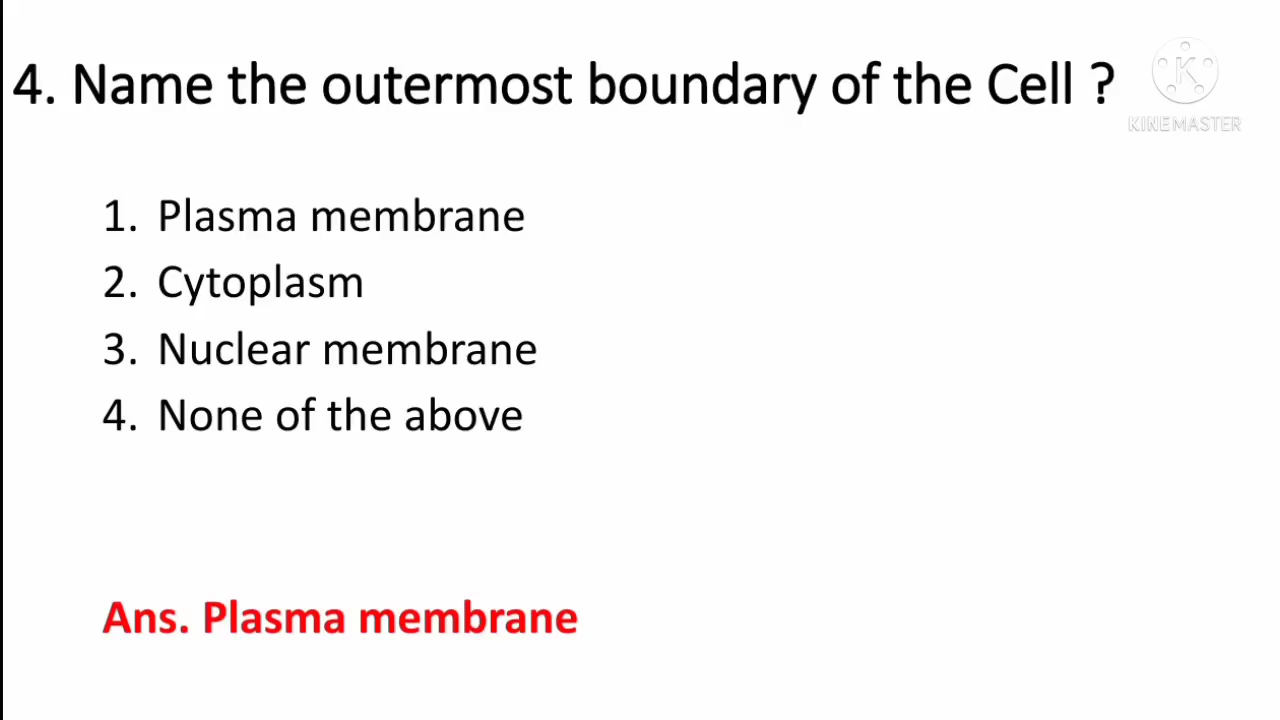 4. Name the outermost boundary of the Cell ?
K
KINEMASTER
1. Plasma membrane
2. Cytoplasm
3. Nuclear membrane
4. None of the above
Ans. Plasma membrane